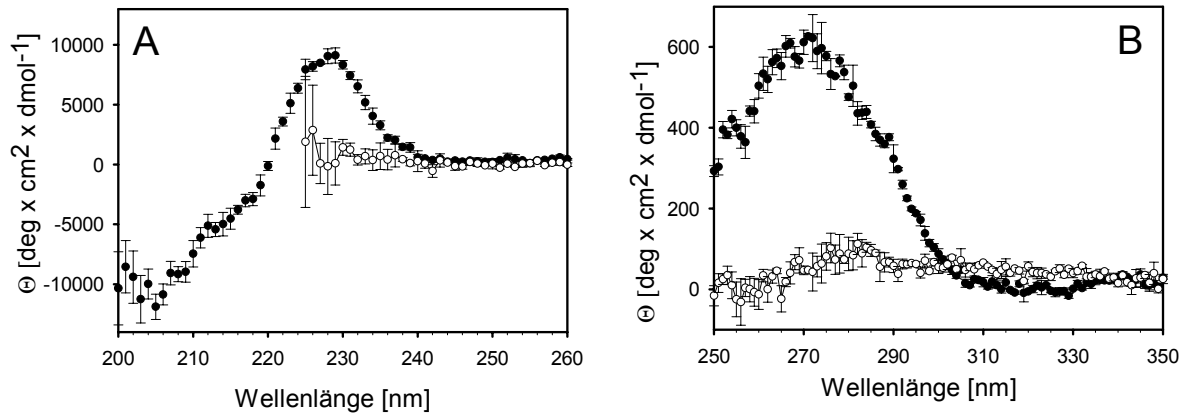 A
B
Θ [deg x cm² x dmol⁻¹]
10000
5000
0
-5000
-10000
200 210 220 230 240 250 260
Wellenlänge [nm]
Θ [deg x cm² x dmol⁻¹]
600
400
200
0
250 270 290 310 330 350
Wellenlänge [nm]